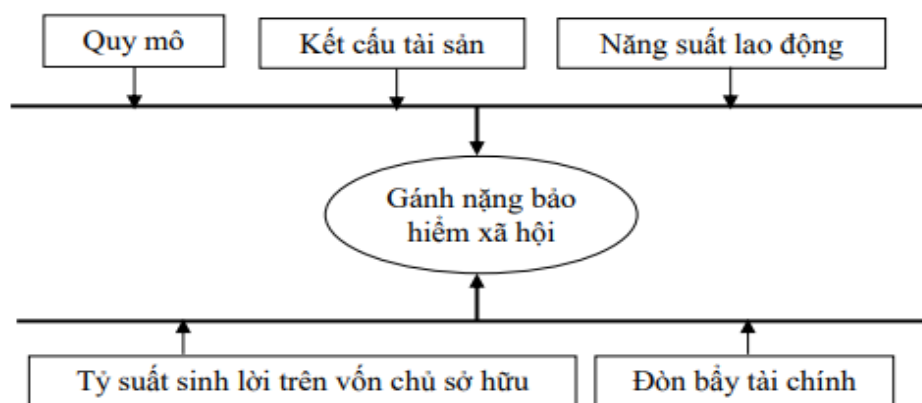 Quy mô
Kết cấu tài sản
Năng suất lao động
Gánh nặng bảo
hiểm xã hội
Tỷ suất sinh lời trên vốn chủ sở hữu
Đòn bẩy tài chính